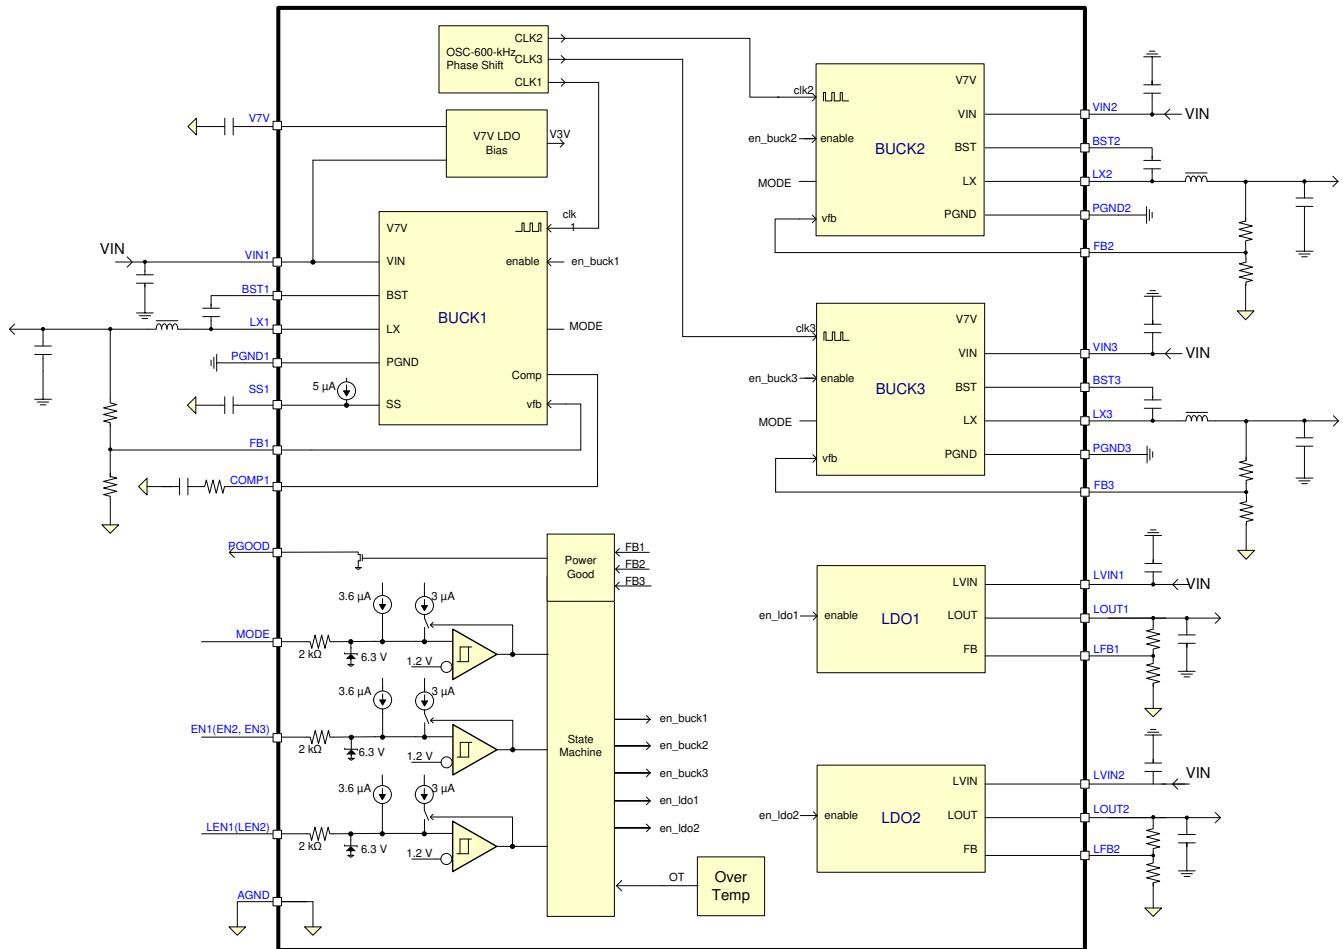 OSC-600-kHz
Phase Shift
CLK2
CLK3
CLK1
V7V
V7V LDO
Bias
V3V
clk
1
V7V
VIN
VIN1
VIN
enable
en_buck1
BST1
BST
BUCK1
LX1
LX
MODE
PGND1
PGND
Comp
5 µA
SS1
SS
vfb
FB1
COMP1
clk2
V7V
VIN
VIN2
VIN
en_buck2
enable
BUCK2
BST
BST2
MODE
LX
LX2
vfb
PGND
PGND2
FB2
clk3
V7V
VIN
VIN3
VIN
en_buck3
enable
BUCK3
BST
BST3
MODE
LX
LX3
vfb
PGND
PGND3
FB3
PGOOD
Power
Good
FB1
FB2
FB3
3.6 µA
3 µA
MODE
2 kΩ
6.3 V
1.2 V
3.6 µA
3 µA
EN1(EN2, EN3)
2 kΩ
6.3 V
1.2 V
3.6 µA
3 µA
LEN1(LEN2)
2 kΩ
6.3 V
1.2 V
AGND
State
Machine
en_buck1
en_buck2
en_buck3
en_ldo1
en_ldo2
OT
Over
Temp
LVIN
LVIN1
VIN
en_ldo1
enable
LDO1
LOUT
LOUT1
FB
LFB1
LVIN
LVIN2
VIN
en_ldo2
enable
LDO2
LOUT
LOUT2
FB
LFB2